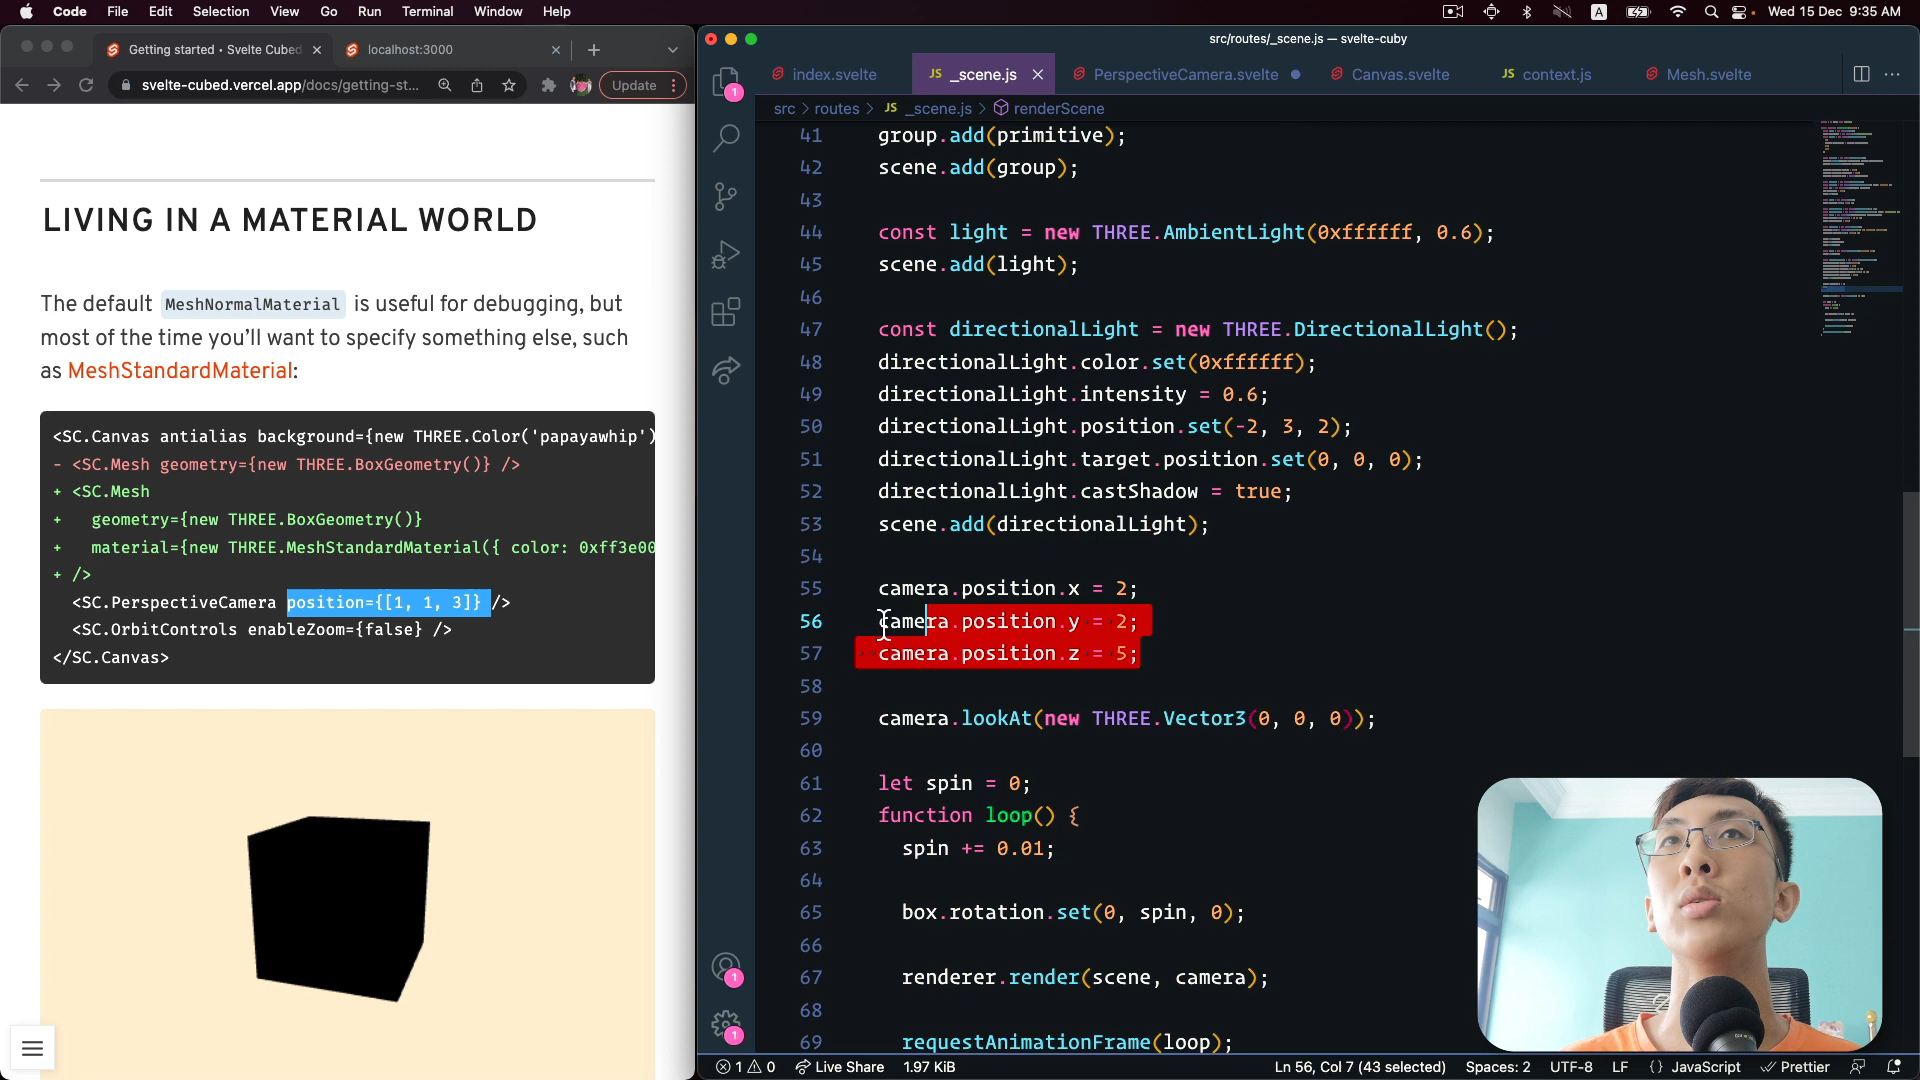 Code File Edit Selection View Go Run Terminal Window Help
A Wed 15 Dec 9:35 AM
Getting started • Svelte Cubed
localhost:3000
svelte-cubed.vercel.app/docs/getting-st...
Update
LIVING IN A MATERIAL WORLD
The default MeshNormalMaterial is useful for debugging, but
most of the time you’ll want to specify something else, such
as MeshStandardMaterial:
<SC.Canvas antialias background={new THREE.Color('papayawhip')
- <SC.Mesh geometry={new THREE.BoxGeometry()} />
+ <SC.Mesh
+ geometry={new THREE.BoxGeometry()}
+ material={new THREE.MeshStandardMaterial({ color: 0xff3e00
+ />
<SC.PerspectiveCamera position={[1, 1, 3]} />
<SC.OrbitControls enableZoom={false} />
</SC.Canvas>
src/routes/_scene.js — svelte-cuby
index.svelte
JS _scene.js
PerspectiveCamera.svelte
Canvas.svelte
JS context.js
Mesh.svelte
src > routes > JS _scene.js > renderScene
1
1
1
41 group.add(primitive);
42 scene.add(group);
43
44 const light = new THREE.AmbientLight(0xffffff, 0.6);
45 scene.add(light);
46
47 const directionalLight = new THREE.DirectionalLight();
48 directionalLight.color.set(0xffffff);
49 directionalLight.intensity = 0.6;
50 directionalLight.position.set(-2, 3, 2);
51 directionalLight.target.position.set(0, 0, 0);
52 directionalLight.castShadow = true;
53 scene.add(directionalLight);
54
55 camera.position.x = 2;
56 camera.position.y = 2;
57 camera.position.z = 5;
58
59 camera.lookAt(new THREE.Vector3(0, 0, 0));
60
61 let spin = 0;
62 function loop() {
63 spin += 0.01;
64
65 box.rotation.set(0, spin, 0);
66
67 renderer.render(scene, camera);
68
69 requestAnimationFrame(loop);
1 0 Live Share 1.97 KiB
Ln 56, Col 7 (43 selected) Spaces: 2 UTF-8 LF {} JavaScript Prettier